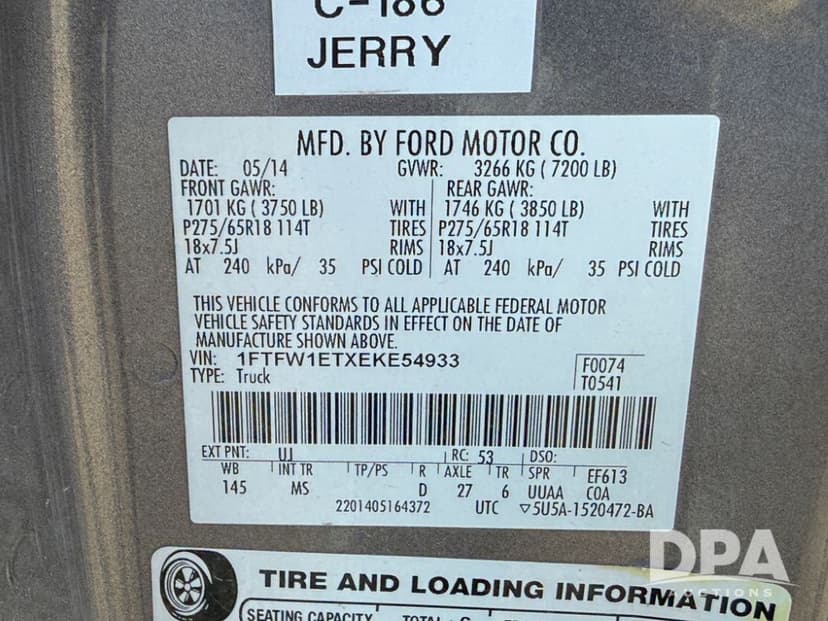 C-186
JERRY
MFD. BY FORD MOTOR CO.
DATE: 05/14 GVWR: 3266 KG ( 7200 LB)
FRONT GAWR: REAR GAWR:
1701 KG ( 3750 LB) WITH 1746 KG ( 3850 LB) WITH
P275/65R18 114T TIRES P275/65R18 114T TIRES
18x7.5J RIMS 18x7.5J RIMS
AT 240 kPa/ 35 PSI COLD AT 240 kPa/ 35 PSI COLD
THIS VEHICLE CONFORMS TO ALL APPLICABLE FEDERAL MOTOR
VEHICLE SAFETY STANDARDS IN EFFECT ON THE DATE OF
MANUFACTURE SHOWN ABOVE.
VIN: 1FTFW1ETXEKE54933 F0074
TYPE: Truck T0541
EXT PNT: UJ RC: 53 DSO:
WB INT TR TP/PS R AXLE TR SPR EF613
145 MS D 27 6 UUAA COA
2201405164372 UTC ▽5U5A-1520472-BA
DPA
AUCTIONS
TIRE AND LOADING INFORMATION
SEATING CAPACITY